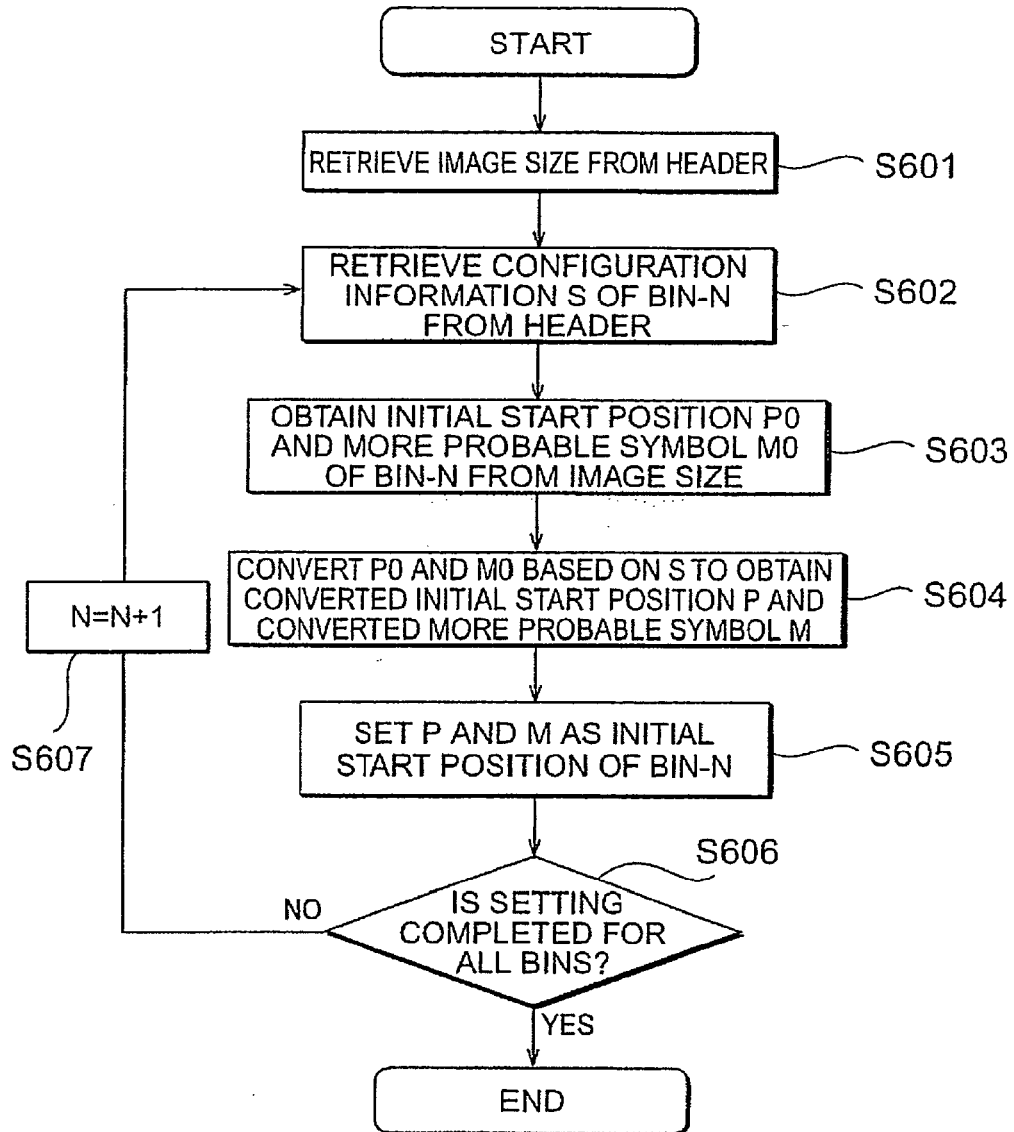 START
RETRIEVE IMAGE SIZE FROM HEADER
S601
RETRIEVE CONFIGURATION
INFORMATION S OF BIN-N
FROM HEADER
S602
OBTAIN INITIAL START POSITION P0
AND MORE PROBABLE SYMBOL M0
OF BIN-N FROM IMAGE SIZE
S603
CONVERT P0 AND M0 BASED ON S TO OBTAIN
CONVERTED INITIAL START POSITION P AND
CONVERTED MORE PROBABLE SYMBOL M
S604
N=N+1
S607
SET P AND M AS INITIAL
START POSITION OF BIN-N
S605
S606
IS SETTING
COMPLETED FOR
ALL BINS?
NO
YES
END